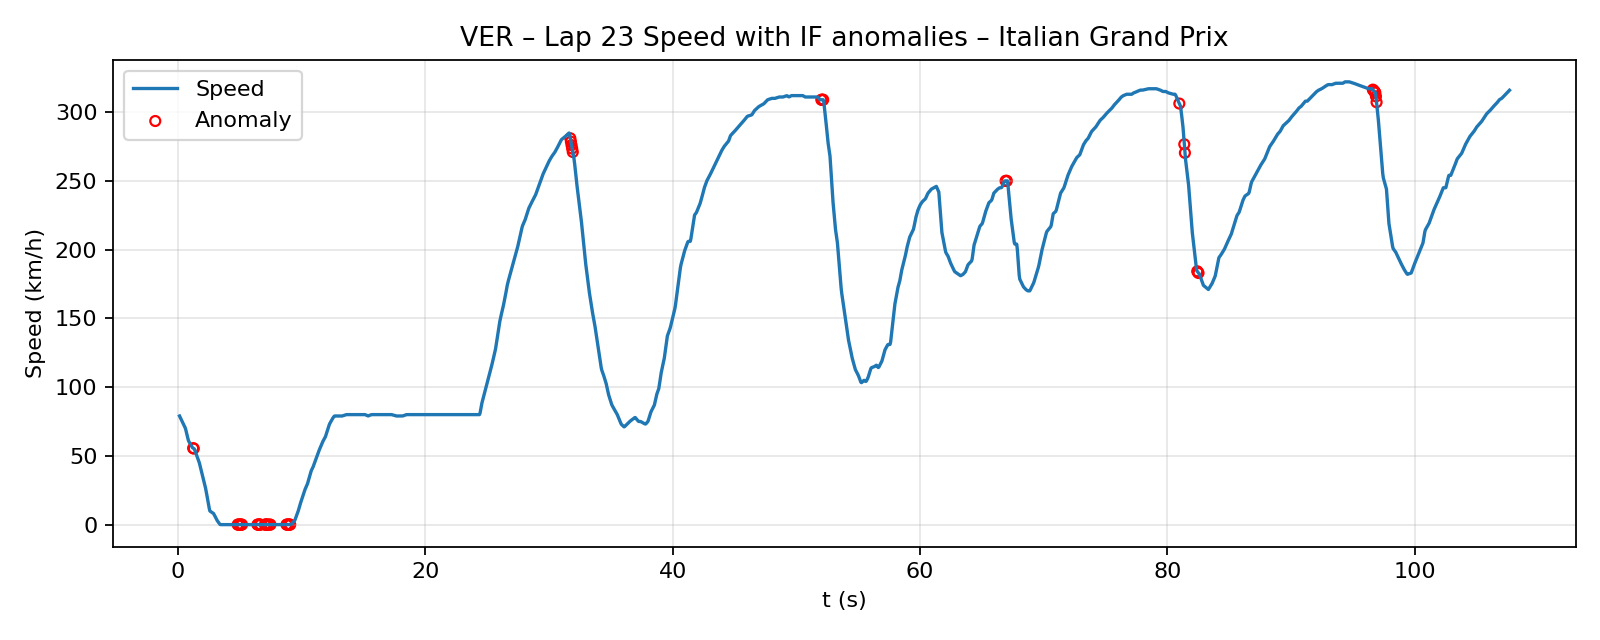 VER – Lap 23 Speed with IF anomalies – Italian Grand Prix
Speed
Anomaly
Speed (km/h)
300
250
200
150
100
50
0
0 20 40 60 80 100
t (s)